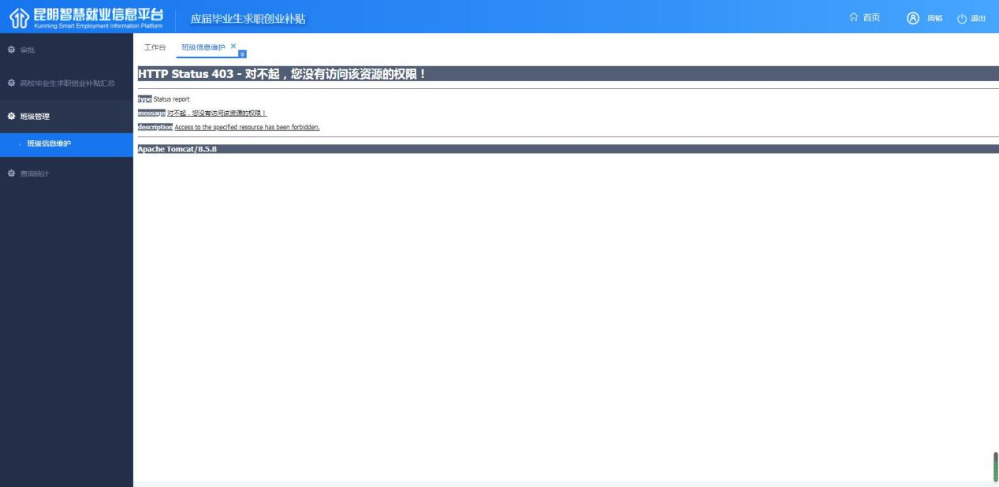 昆明智慧就业信息平台
Kunming Smart Employment Information Platform
应届毕业生求职创业补贴
首页
周韬
退出
审批
高校毕业生求职创业补贴汇总
班级管理
班级信息维护
查询统计
工作台
班级信息维护
HTTP Status 403 - 对不起，您没有访问该资源的权限！
type Status report
message 对不起，您没有访问该资源的权限！
description Access to the specified resource has been forbidden.
Apache Tomcat/8.5.8